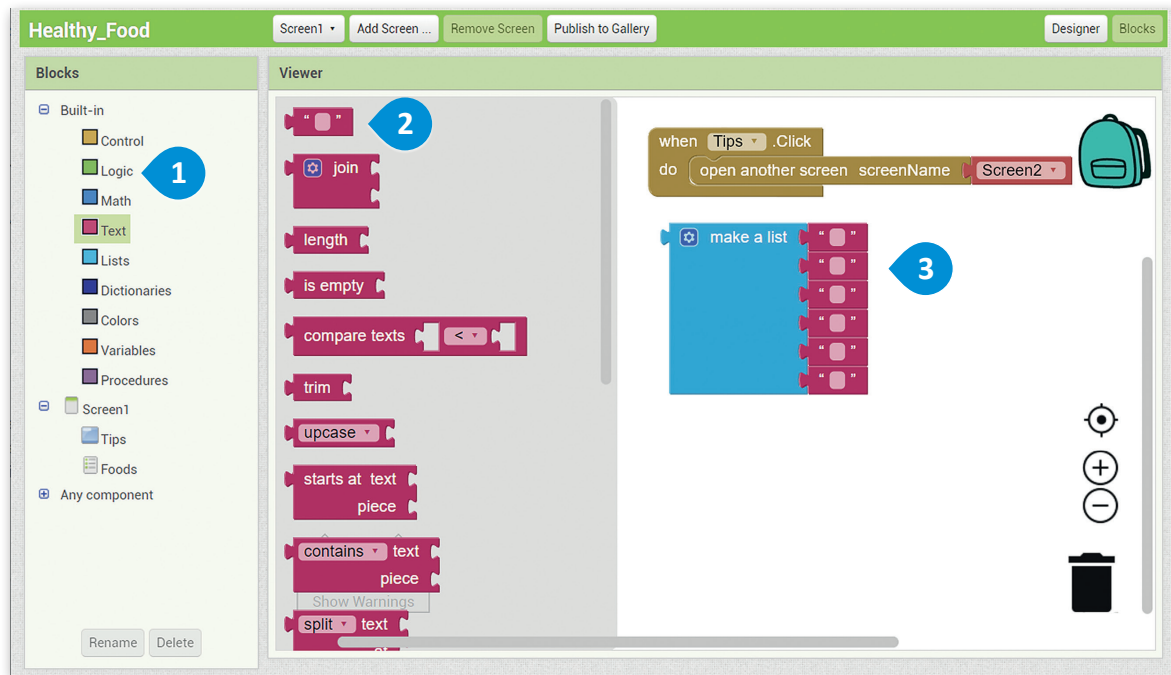 Healthy_Food
Screen1
Add Screen ...
Remove Screen
Publish to Gallery
Designer
Blocks
Blocks
Built-in
Control
Logic
Math
Text
Lists
Dictionaries
Colors
Variables
Procedures
Screen1
Tips
Foods
Any component
Rename
Delete
1
Viewer
“ ”
2
join
length
is empty
compare texts <
trim
upcase
starts at text
piece
contains text
piece
Show Warnings
split text
at
when Tips .Click
do open another screen screenName Screen2
make a list “ ”
“ ”
“ ”
“ ”
“ ”
“ ”
3